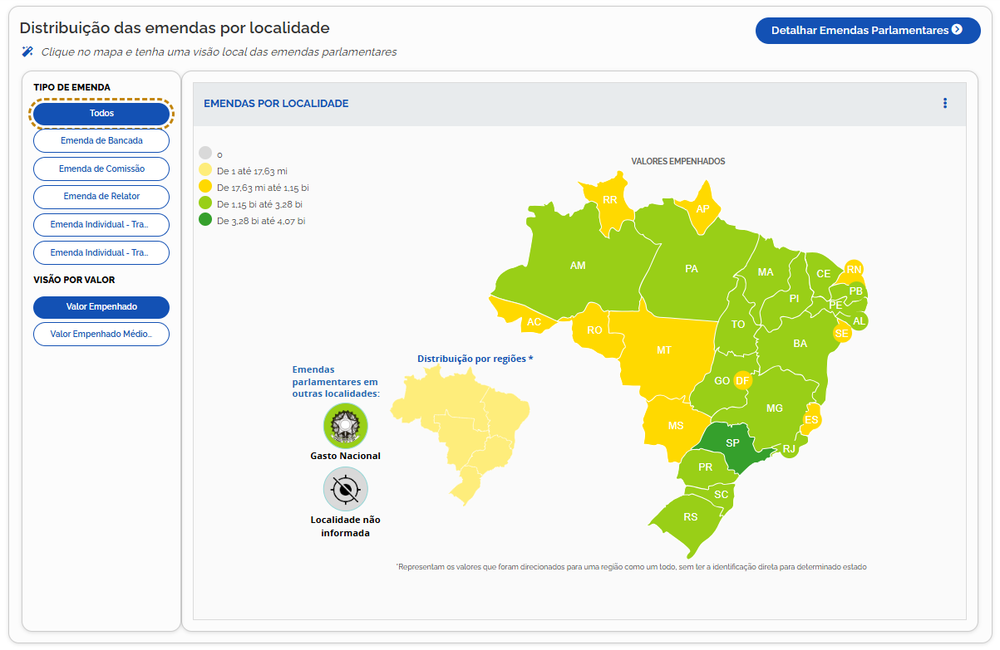 Distribuição das emendas por localidade
Detalhar Emendas Parlamentares
Clique no mapa e tenha uma visão local das emendas parlamentares
TIPO DE EMENDA
Todos
Emenda de Bancada
Emenda de Comissão
Emenda de Relator
Emenda Individual - Tra...
Emenda Individual - Tra...
VISÃO POR VALOR
Valor Empenhado
Valor Empenhado Médio...
EMENDAS POR LOCALIDADE
0
De 1 até 17,63 mi
De 17,63 mi até 1,15 bi
De 1,15 bi até 3,28 bi
De 3,28 bi até 4,07 bi
VALORES EMPENHADOS
RR
AP
AM
PA
MA
CE
RN
PI
PB
PE
AC
RO
TO
AL
SE
MT
BA
GO
DF
MG
MS
ES
SP
RJ
PR
SC
RS
Emendas
parlamentares em
outras localidades:
Gasto Nacional
Localidade não
informada
Distribuição por regiões *
*Representam os valores que foram direcionados para uma região como um todo, sem ter a identificação direta para determinado estado